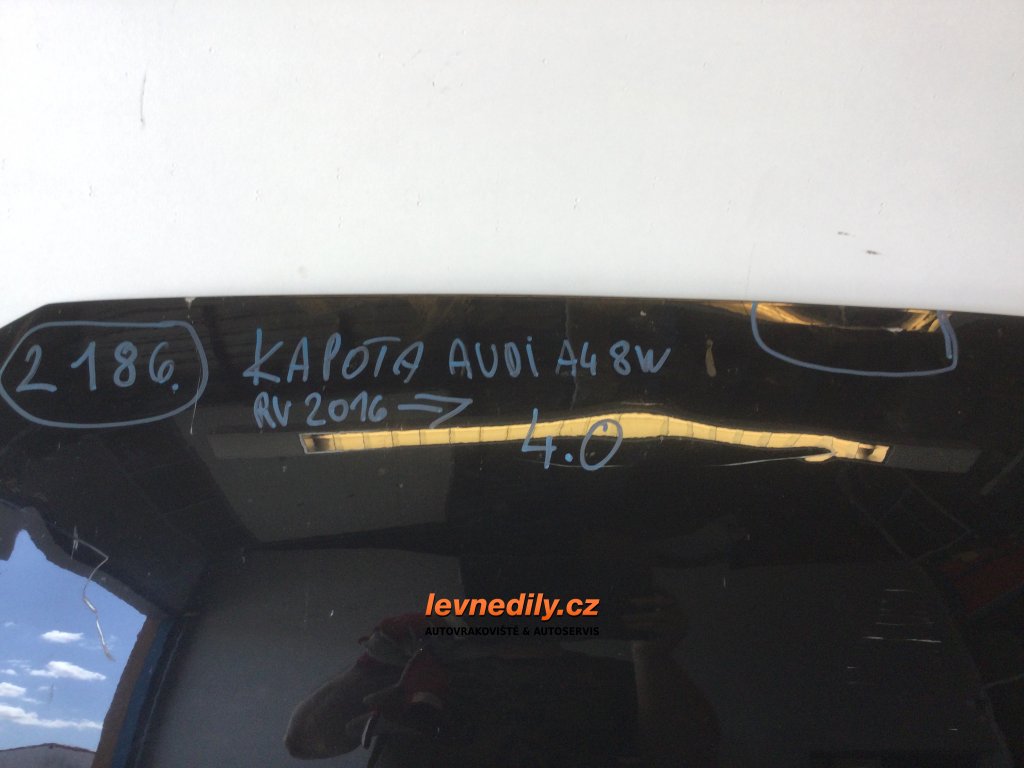 2186.
KAPOTA AUDi A4 8W
RV 2016 =>
4.0
levnedily.cz
AUTOVRAKOVIŠTĚ & AUTOSERVIS